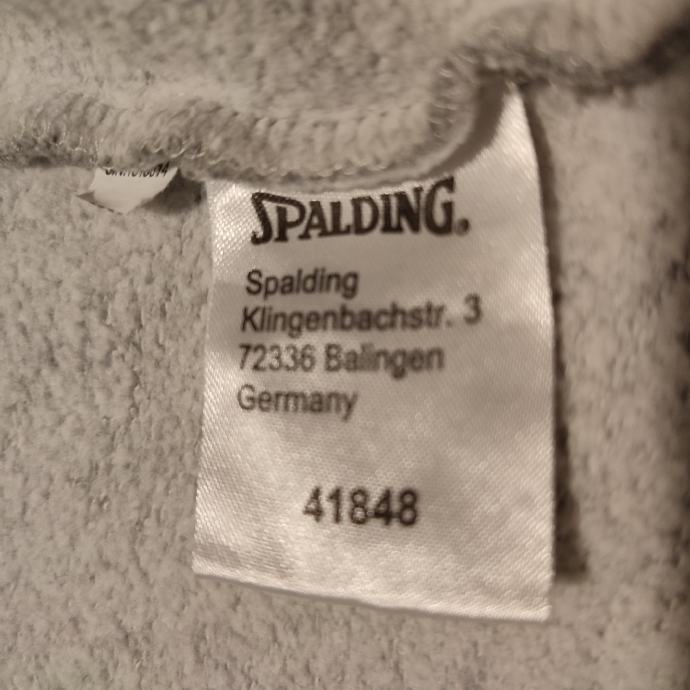 SPALDING.
Spalding
Klingenbachstr. 3
72336 Balingen
Germany
41848